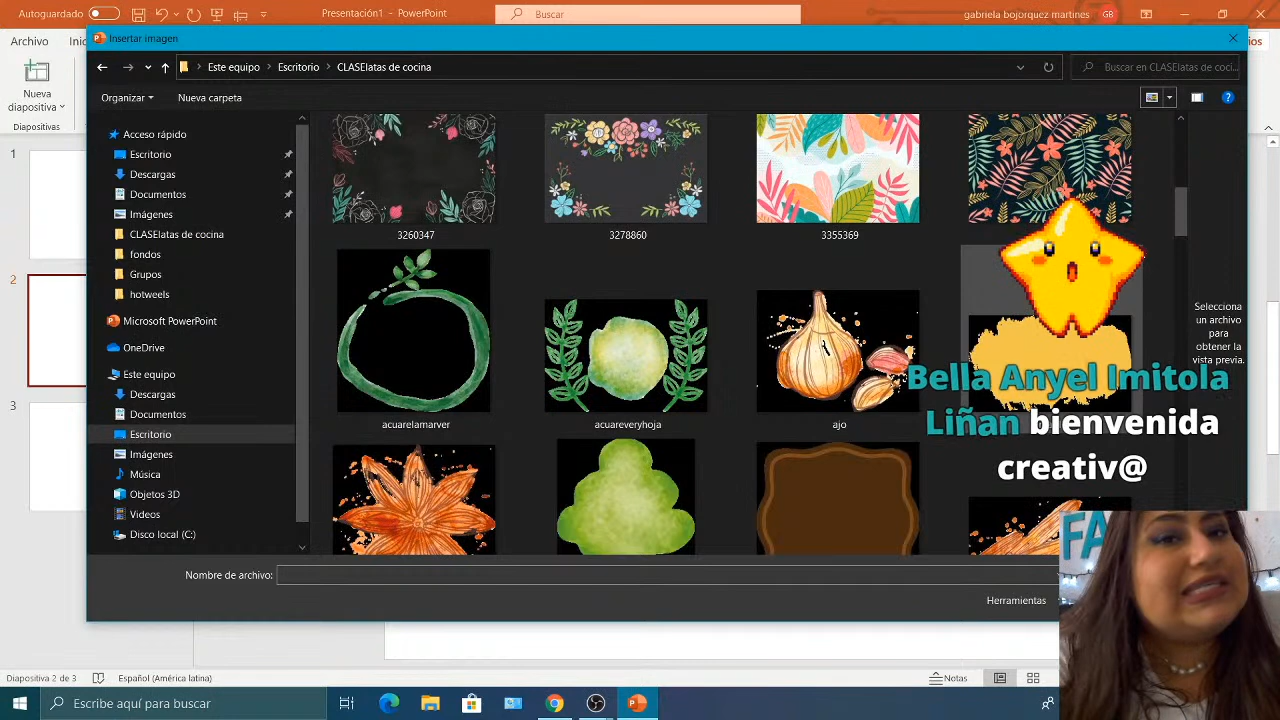 Autoguardado
Presentación1 - PowerPoint
Buscar
gabriela bojorquez martines
GB
Insertar imagen
Archivo
Este equipo
Escritorio
CLASElatas de cocina
Buscar en CLASElatas de coci...
Nueva
diapositiva
Diapositivas
Organizar
Nueva carpeta
Acceso rápido
Escritorio
Descargas
Documentos
Imágenes
CLASElatas de cocina
fondos
Grupos
hotweels
Microsoft PowerPoint
OneDrive
Este equipo
Descargas
Documentos
Escritorio
Imágenes
Música
Objetos 3D
Videos
Disco local (C:)
1
2
3
3260347
3278860
3355369
acuarelamarver
acuareveryhoja
ajo
Selecciona
un archivo
para
obtener la
vista previa.
Bella Anyel Imitola
Liñan bienvenida
creativ@
Nombre de archivo:
Herramientas
FA
Diapositiva 2 de 3
Español (América latina)
Notas
Escribe aquí para buscar